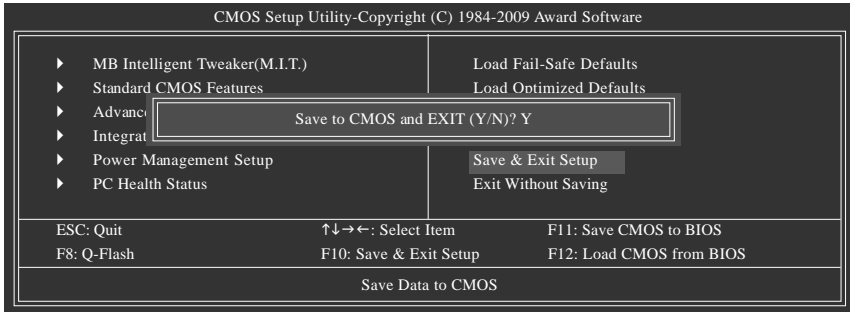 CMOS Setup Utility-Copyright (C) 1984-2009 Award Software
MB Intelligent Tweaker(M.I.T.)
Standard CMOS Features
Power Management Setup
PC Health Status
Load Fail-Safe Defaults
Load Optimized Defaults
Save to CMOS and EXIT (Y/N)? Y
Save & Exit Setup
Exit Without Saving
ESC: Quit
↑↓→←: Select Item
F11: Save CMOS to BIOS
F8: Q-Flash
F10: Save & Exit Setup
F12: Load CMOS from BIOS
Save Data to CMOS